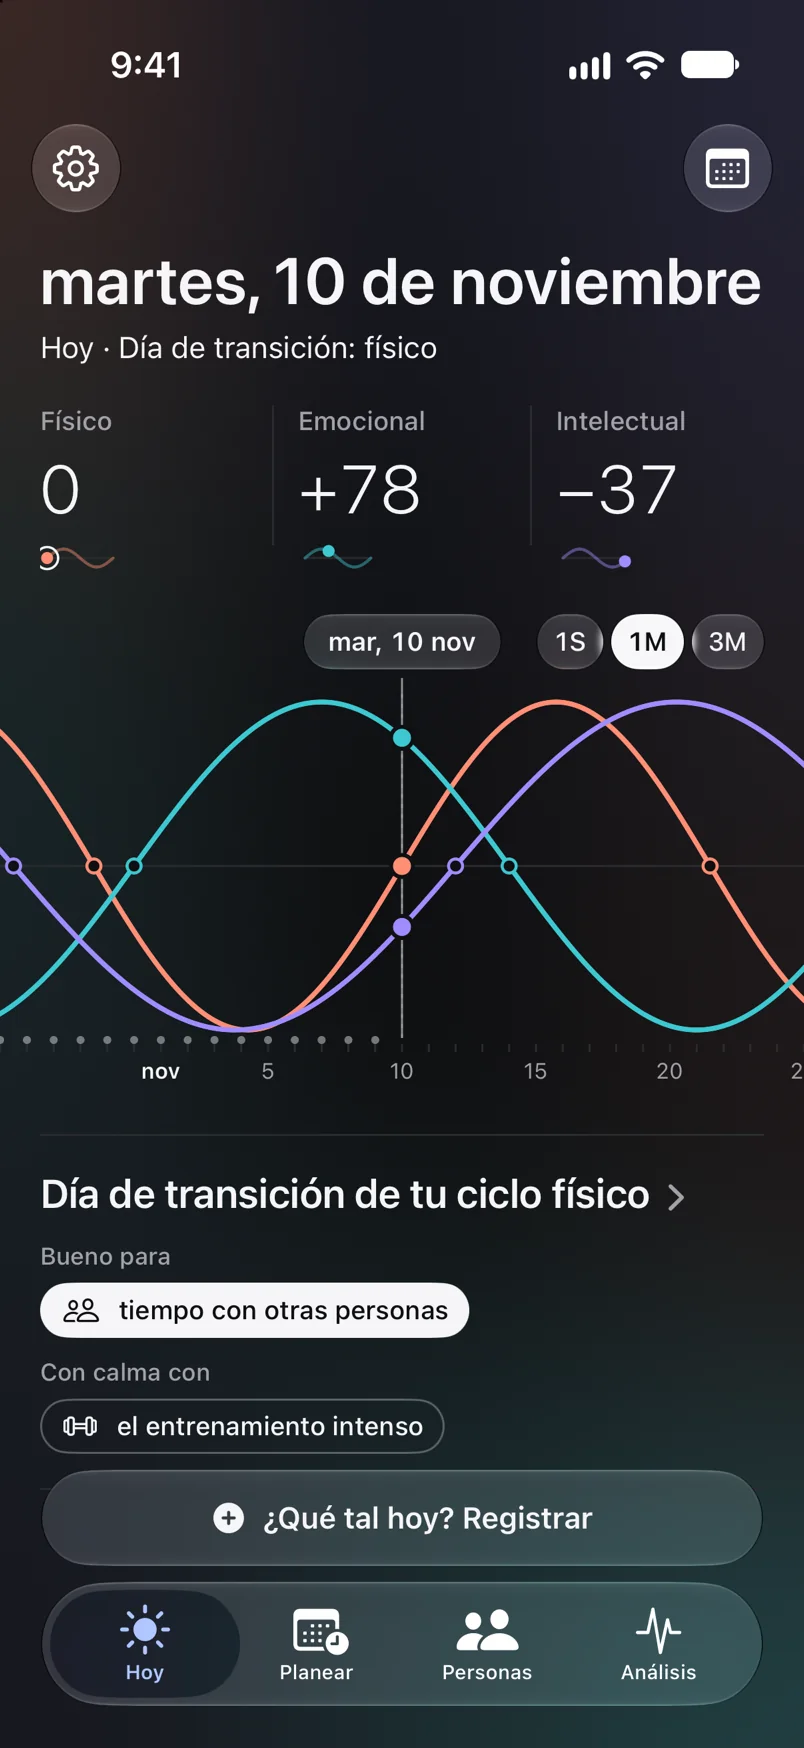 9:41
martes, 10 de noviembre
Hoy · Día de transición: físico
Físico
Emocional
Intelectual
0
+78
−37
mar, 10 nov
1S
1M
3M
nov
5
10
15
20
Día de transición de tu ciclo físico
Bueno para
tiempo con otras personas
Con calma con
el entrenamiento intenso
¿Qué tal hoy? Registrar
Hoy
Planear
Personas
Análisis